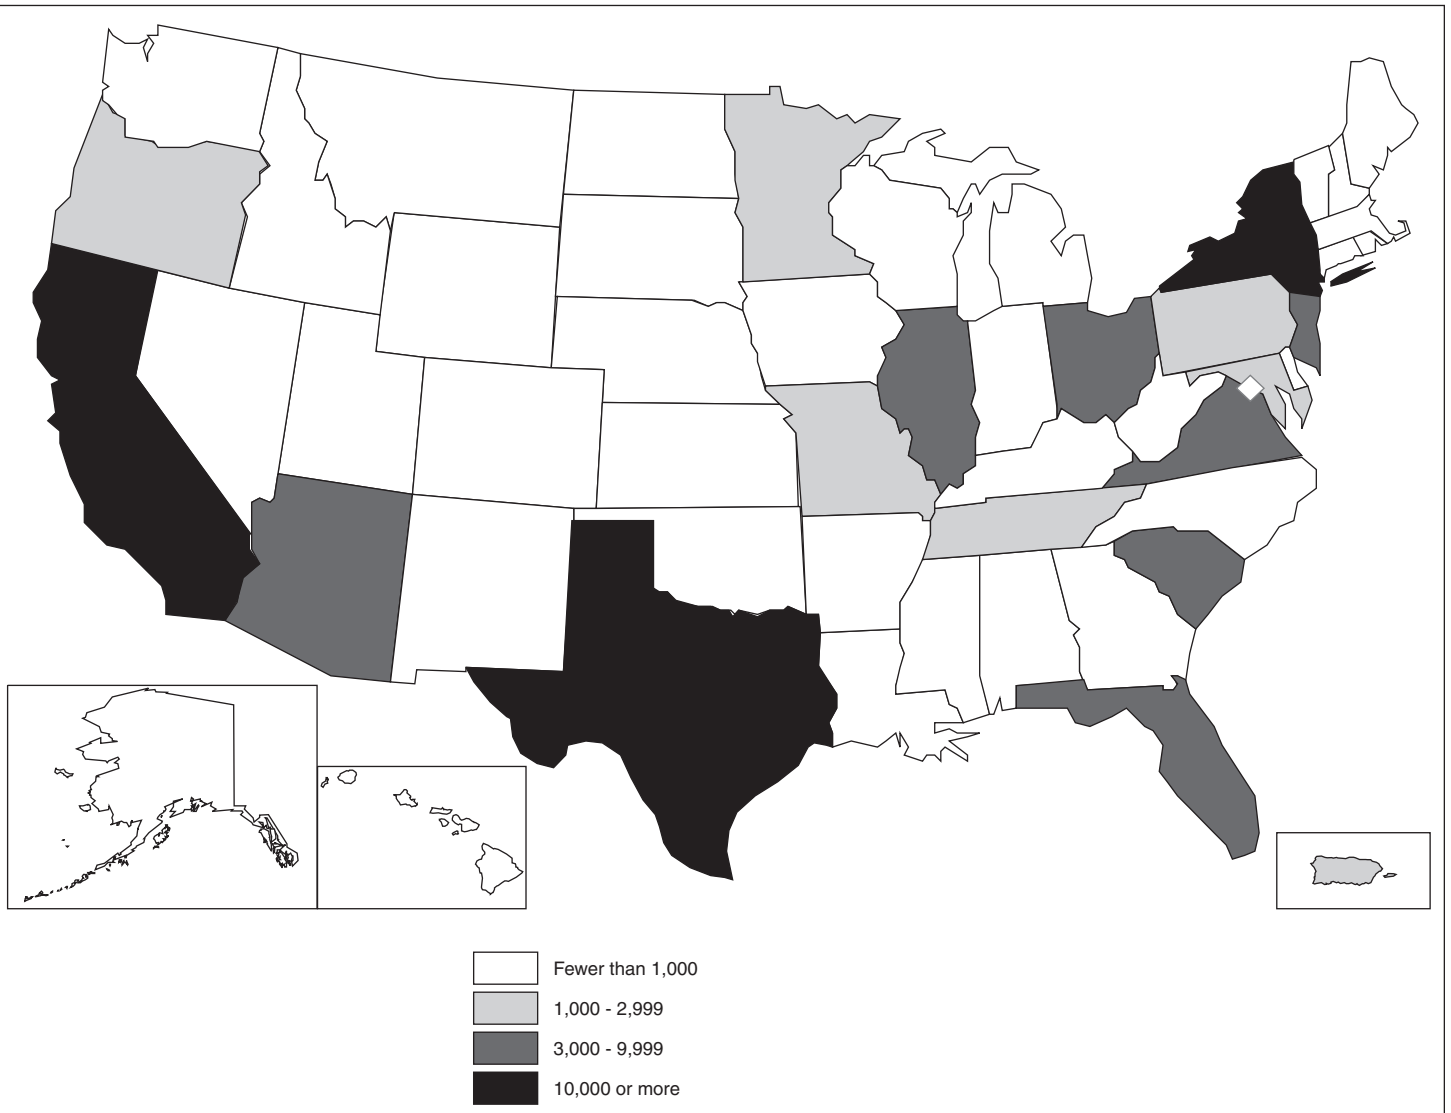 Fewer than 1,000
1,000 - 2,999
3,000 - 9,999
10,000 or more